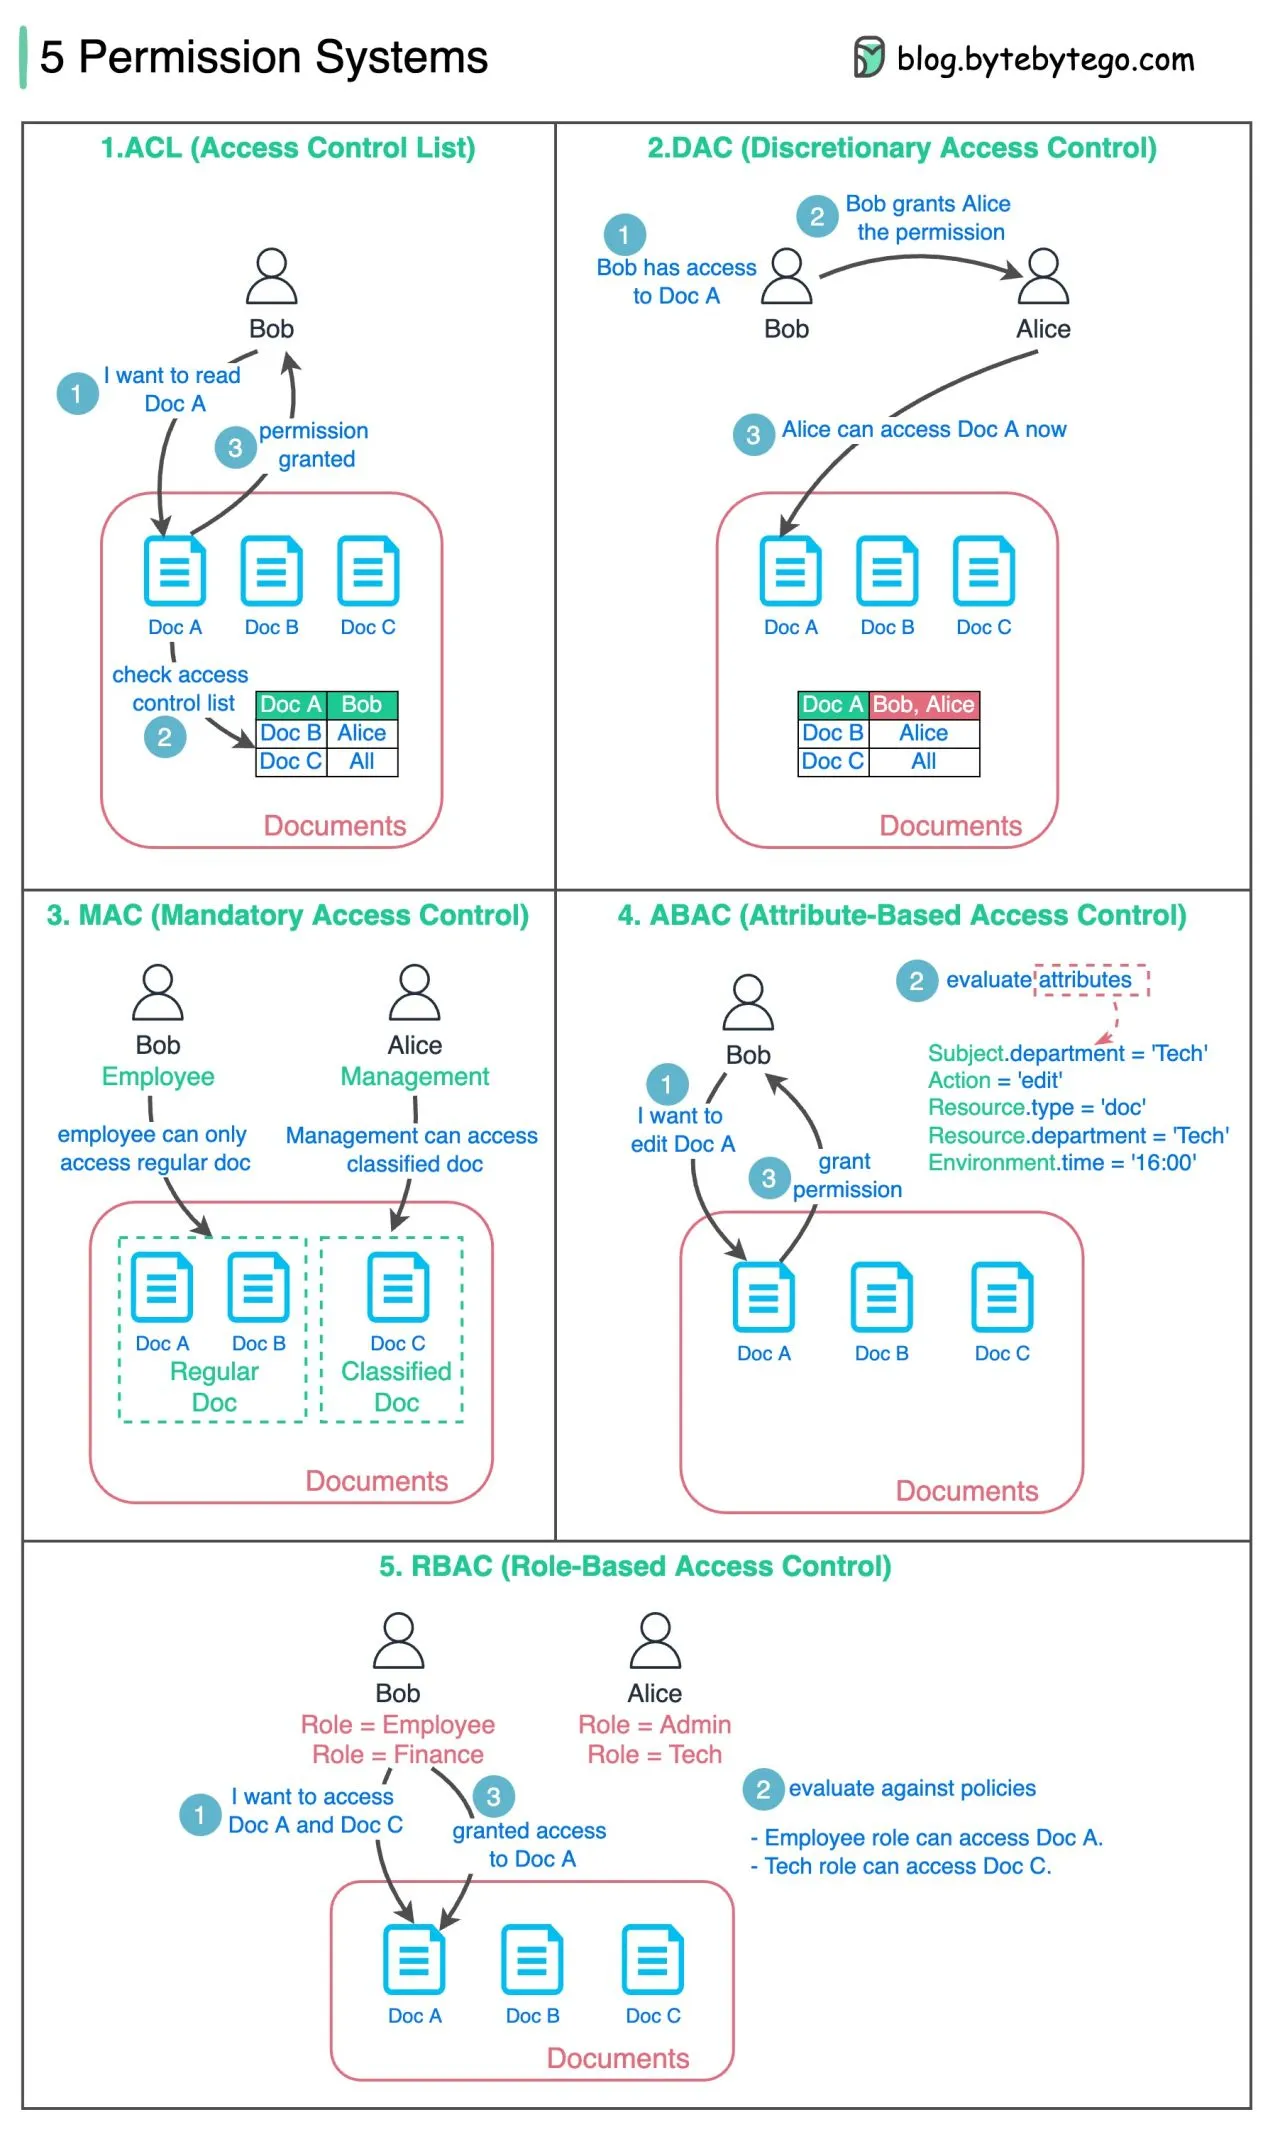 5 Permission Systems
blog.bytebytego.com
1.ACL (Access Control List)
Bob
1
I want to read
Doc A
3
permission
granted
Doc A
Doc B
Doc C
check access
control list
2
Doc A Bob
Doc B Alice
Doc C All
Documents
2.DAC (Discretionary Access Control)
1
Bob has access
to Doc A
2
Bob grants Alice
the permission
Bob
Alice
3
Alice can access Doc A now
Doc A
Doc B
Doc C
Doc A Bob, Alice
Doc B Alice
Doc C All
Documents
3. MAC (Mandatory Access Control)
Bob
Employee
Alice
Management
employee can only
access regular doc
Management can access
classified doc
Doc A
Doc B
Regular
Doc
Doc C
Classified
Doc
Documents
4. ABAC (Attribute-Based Access Control)
2
evaluate attributes
Subject.department = 'Tech'
Action = 'edit'
Resource.type = 'doc'
Resource.department = 'Tech'
Environment.time = '16:00'
Bob
1
I want to
edit Doc A
3
grant
permission
Doc A
Doc B
Doc C
Documents
5. RBAC (Role-Based Access Control)
Bob
Role = Employee
Role = Finance
Alice
Role = Admin
Role = Tech
1
I want to access
Doc A and Doc C
3
granted access
to Doc A
2
evaluate against policies
- Employee role can access Doc A.
- Tech role can access Doc C.
Doc A
Doc B
Doc C
Documents